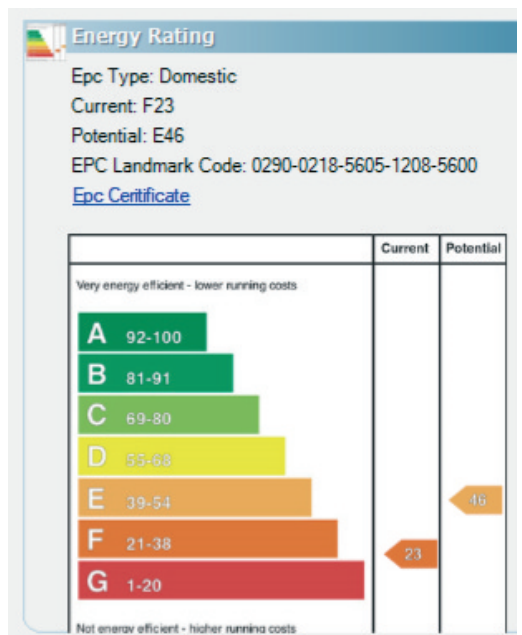 Energy Rating
Epc Type: Domestic
Current: F23
Potential: E46
EPC Landmark Code: 0290-0218-5605-1208-5600
Epc Ceritificate
Current Potential
Very energy efficient - lower running costs
A 92-100
B 81-91
C 69-80
D 55-68
E 39-54
46
F 21-38
23
G 1-20
Not energy efficient - higher running costs